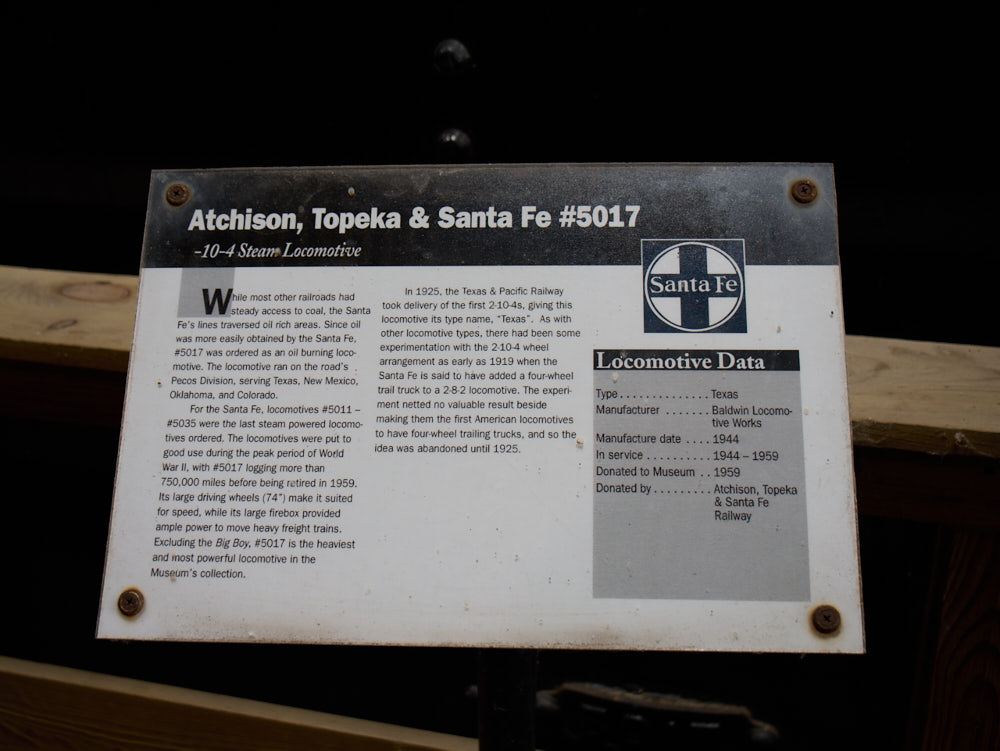 Atchison, Topeka & Santa Fe #5017
-10-4 Steam Locomotive
While most other railroads had
steady access to coal, the Santa
Fe's lines traversed oil rich areas. Since oil
was more easily obtained by the Santa Fe,
#5017 was ordered as an oil burning loco-
motive. The locomotive ran on the road's
Pecos Division, serving Texas, New Mexico,
Oklahoma, and Colorado.
For the Santa Fe, locomotives #5011 –
#5035 were the last steam powered locomo-
tives ordered. The locomotives were put to
good use during the peak period of World
War II, with #5017 logging more than
750,000 miles before being retired in 1959.
Its large driving wheels (74") make it suited
for speed, while its large firebox provided
ample power to move heavy freight trains.
Excluding the Big Boy, #5017 is the heaviest
and most powerful locomotive in the
Museum's collection.
In 1925, the Texas & Pacific Railway
took delivery of the first 2-10-4s, giving this
locomotive its type name, "Texas". As with
other locomotive types, there had been some
experimentation with the 2-10-4 wheel
arrangement as early as 1919 when the
Santa Fe is said to have added a four-wheel
trail truck to a 2-8-2 locomotive. The experi-
ment netted no valuable result beside
making them the first American locomotives
to have four-wheel trailing trucks, and so the
idea was abandoned until 1925.
Santa Fe
Locomotive Data
Type . . . . . . . . . . . . . . . Texas
Manufacturer . . . . . . . Baldwin Locomo-
tive Works
Manufacture date . . . . 1944
In service . . . . . . . . . . 1944 – 1959
Donated to Museum . . 1959
Donated by . . . . . . . . . Atchison, Topeka
& Santa Fe
Railway